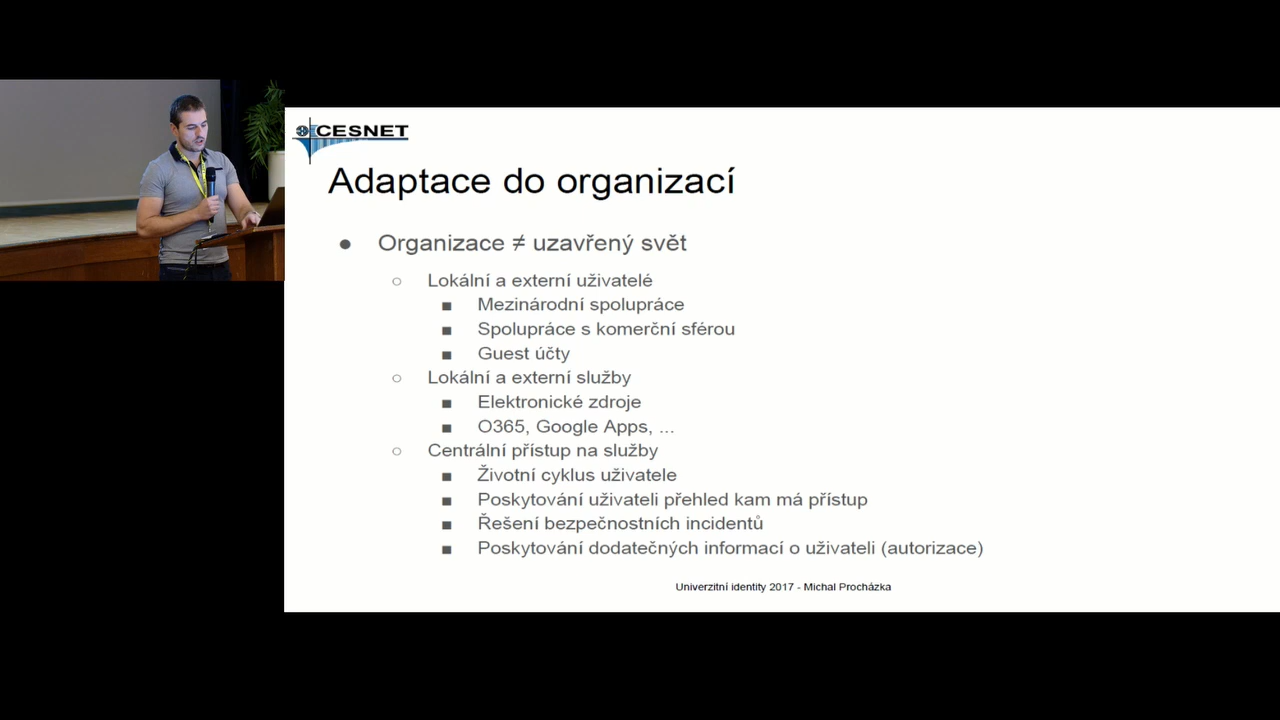 CESNET
Adaptace do organizací
● Organizace ≠ uzavřený svět
○ Lokální a externí uživatelé
■ Mezinárodní spolupráce
■ Spolupráce s komerční sférou
■ Guest účty
○ Lokální a externí služby
■ Elektronické zdroje
■ O365, Google Apps, ...
○ Centrální přístup na služby
■ Životní cyklus uživatele
■ Poskytování uživateli přehled kam má přístup
■ Řešení bezpečnostních incidentů
■ Poskytování dodatečných informací o uživateli (autorizace)
Univerzitní identity 2017 - Michal Procházka